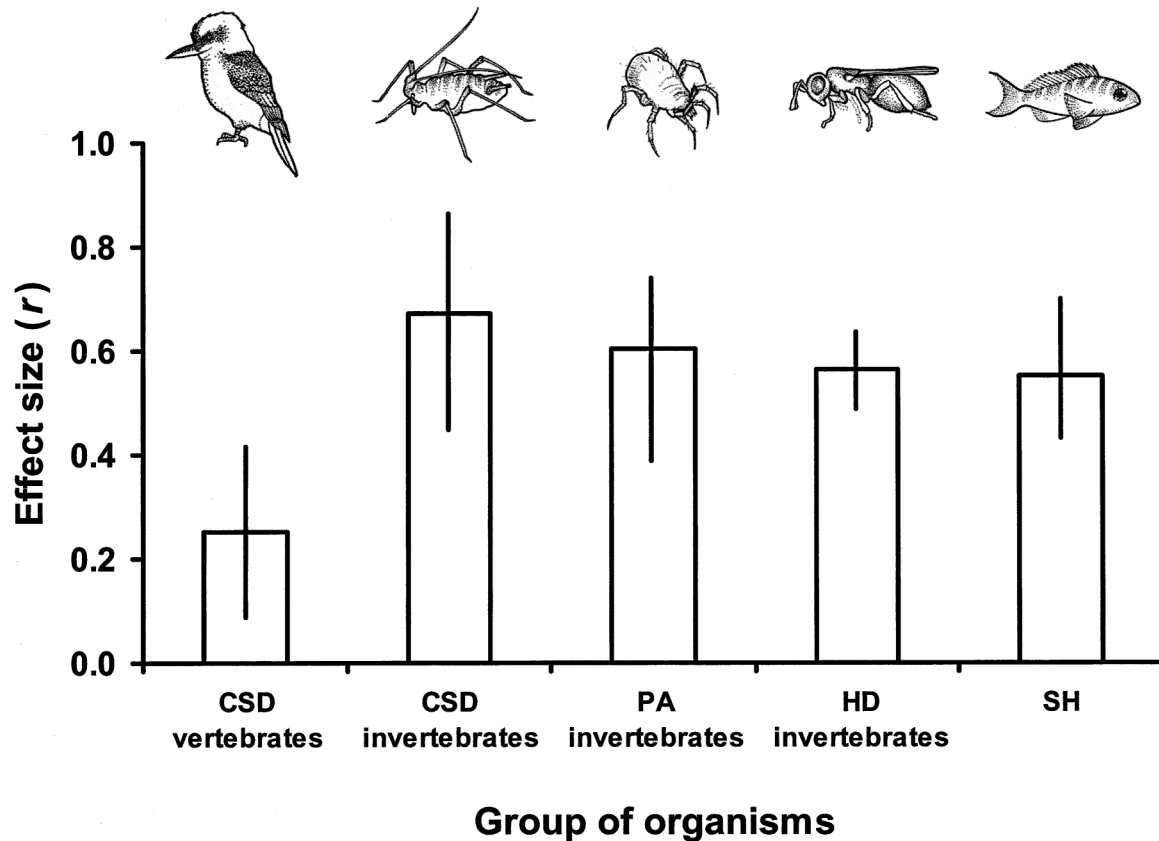 1.0
0.8
0.6
0.4
0.2
0.0
Effect size (r)
CSD
vertebrates
CSD
invertebrates
PA
invertebrates
HD
invertebrates
SH
Group of organisms